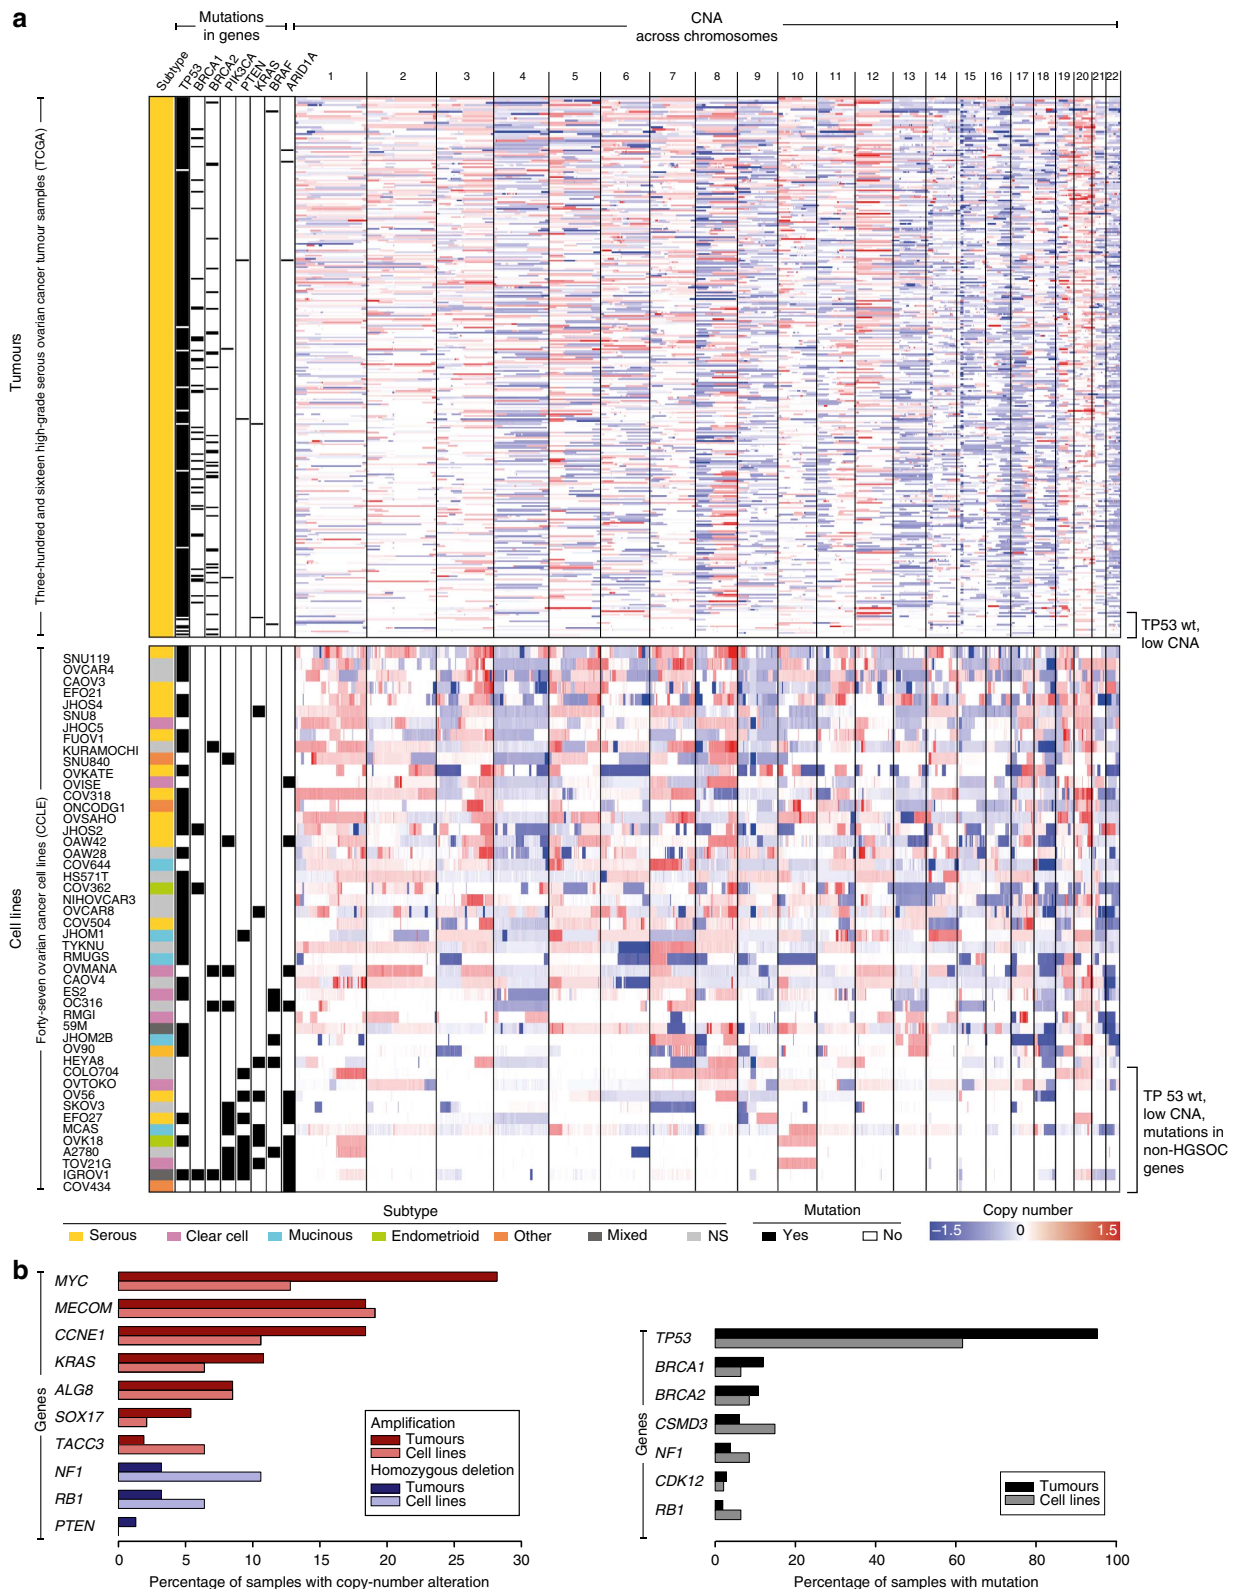 a
Mutations
in genes
CNA
across chromosomes
Subtype
TP53
BRCA1
BRCA2
PIK3CA
PTEN
KRAS
BRAF
ARID1A
1 2 3 4 5 6 7 8 9 10 11 12 13 14 15 16 17 18 19 20 21 22
Tumours
Three-hundred and sixteen high-grade serous ovarian cancer tumour samples (TCGA)
TP53 wt,
low CNA
Cell lines
Forty-seven ovarian cancer cell lines (CCLE)
SNU119
OVCAR4
CAOV3
EFO21
JHOS4
SNU8
JHOC5
FUOV1
KURAMOCHI
SNU840
OVKATE
OVISE
COV318
ONCODG1
OVSAHO
JHOS2
OAW42
OAW28
COV644
HS571T
COV362
NIHOVCAR3
OVCAR8
COV504
JHOM1
TYKNU
RMUGS
OVMANA
CAOV4
ES2
OC316
RMGI
59M
JHOM2B
OV90
HEYA8
COLO704
OVTOKO
OV56
SKOV3
EFO27
MCAS
OVK18
A2780
TOV21G
IGROV1
COV434
TP 53 wt,
low CNA,
mutations in
non-HGSOC
genes
Subtype
Serous Clear cell Mucinous Endometrioid Other Mixed NS
Mutation
Yes No
Copy number
−1.5 0 1.5
b
Genes
MYC
MECOM
CCNE1
KRAS
ALG8
SOX17
TACC3
NF1
RB1
PTEN
Amplification
Tumours
Cell lines
Homozygous deletion
Tumours
Cell lines
0 5 10 15 20 25 30
Percentage of samples with copy-number alteration
Genes
TP53
BRCA1
BRCA2
CSMD3
NF1
CDK12
RB1
Tumours
Cell lines
0 20 40 60 80 100
Percentage of samples with mutation